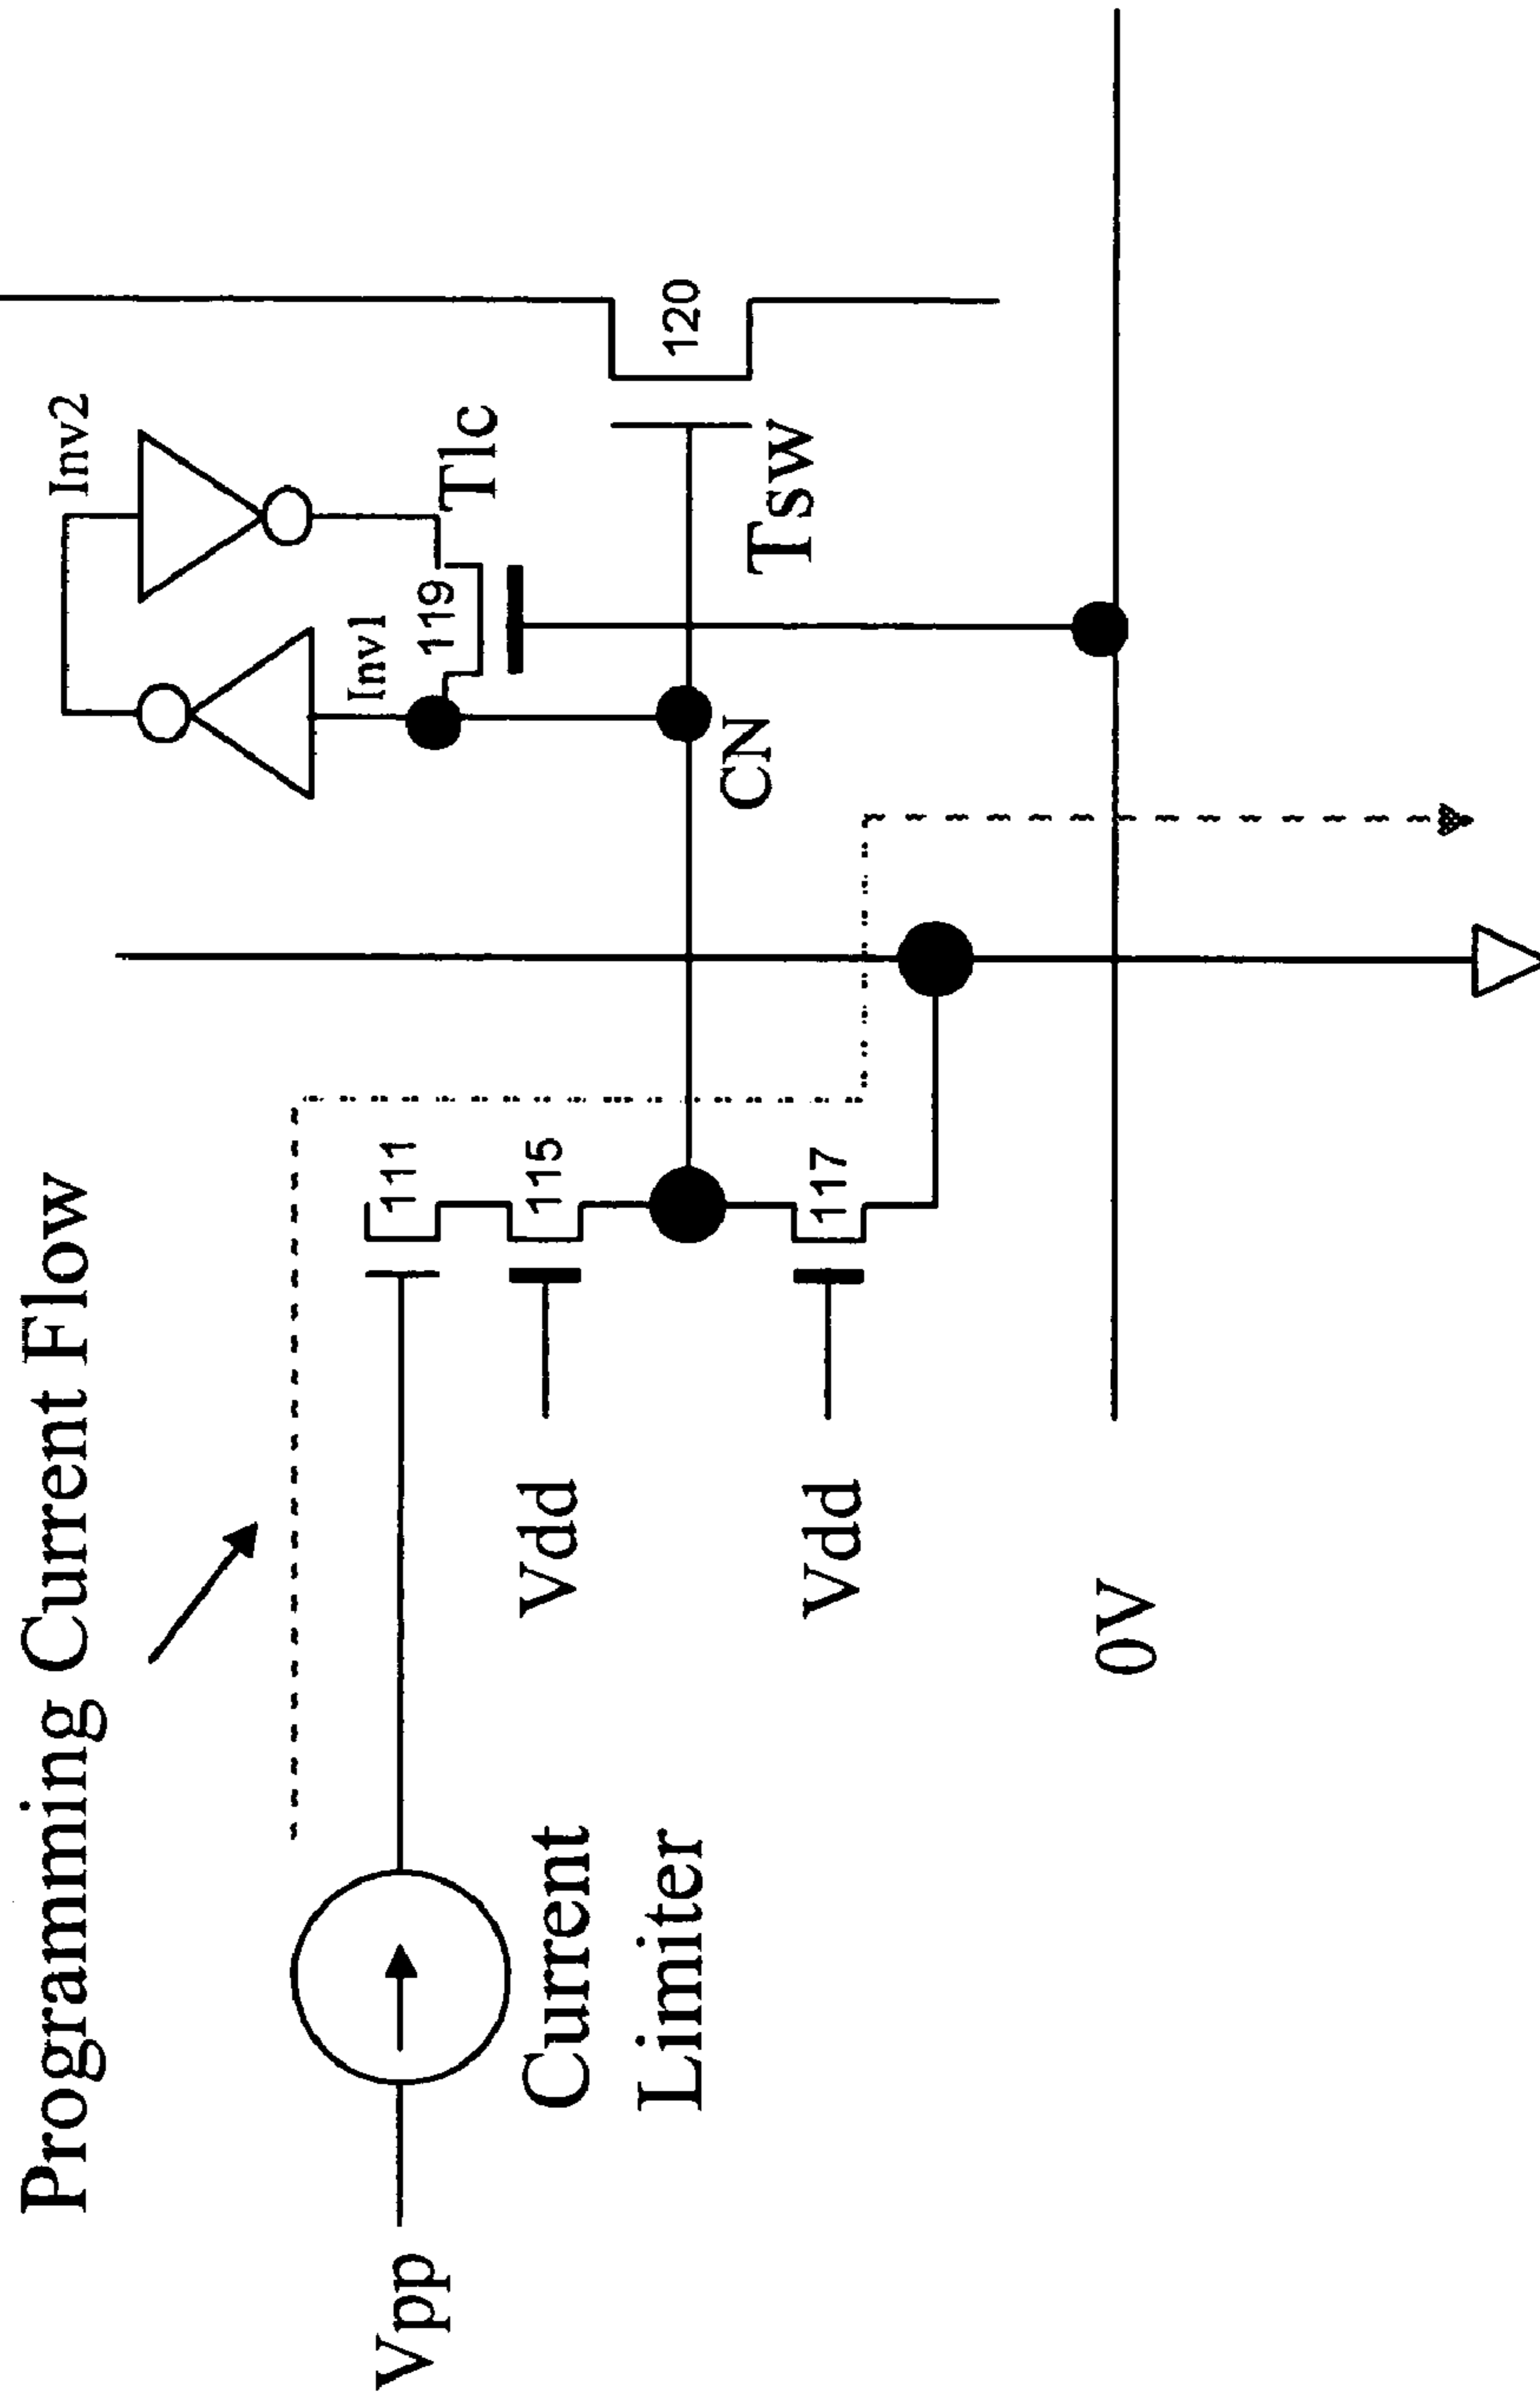 Programming Current Flow
Inv2
Inv1
119
Tlc
111
Vpp
Current
Limiter
Vdd
115
CN
Tsw
120
Vdd
117
0V